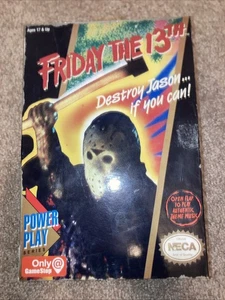 Ages 17 & Up
FRIDAY THE 13TH
Destroy Jason...
If you can!
OPEN FLAP
TO PLAY
AUTHENTIC
THEME MUSIC
POWER
PLAY
Only@
GameStop
NECA